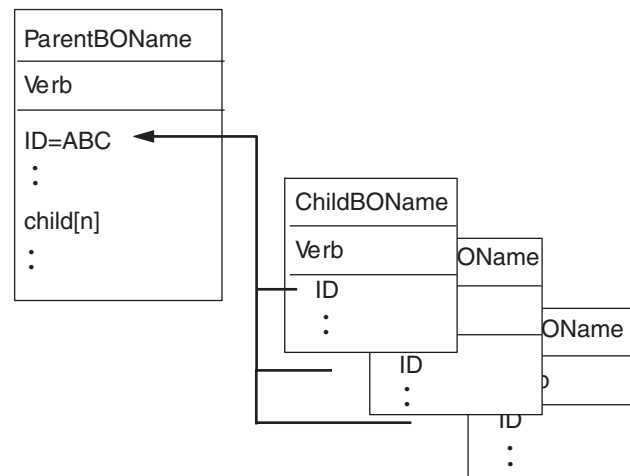 ParentBOName
Verb
ID=ABC
:
child[n]
:
ChildBOName
Verb
ID
:
OName
ID
:
OName
ID
: